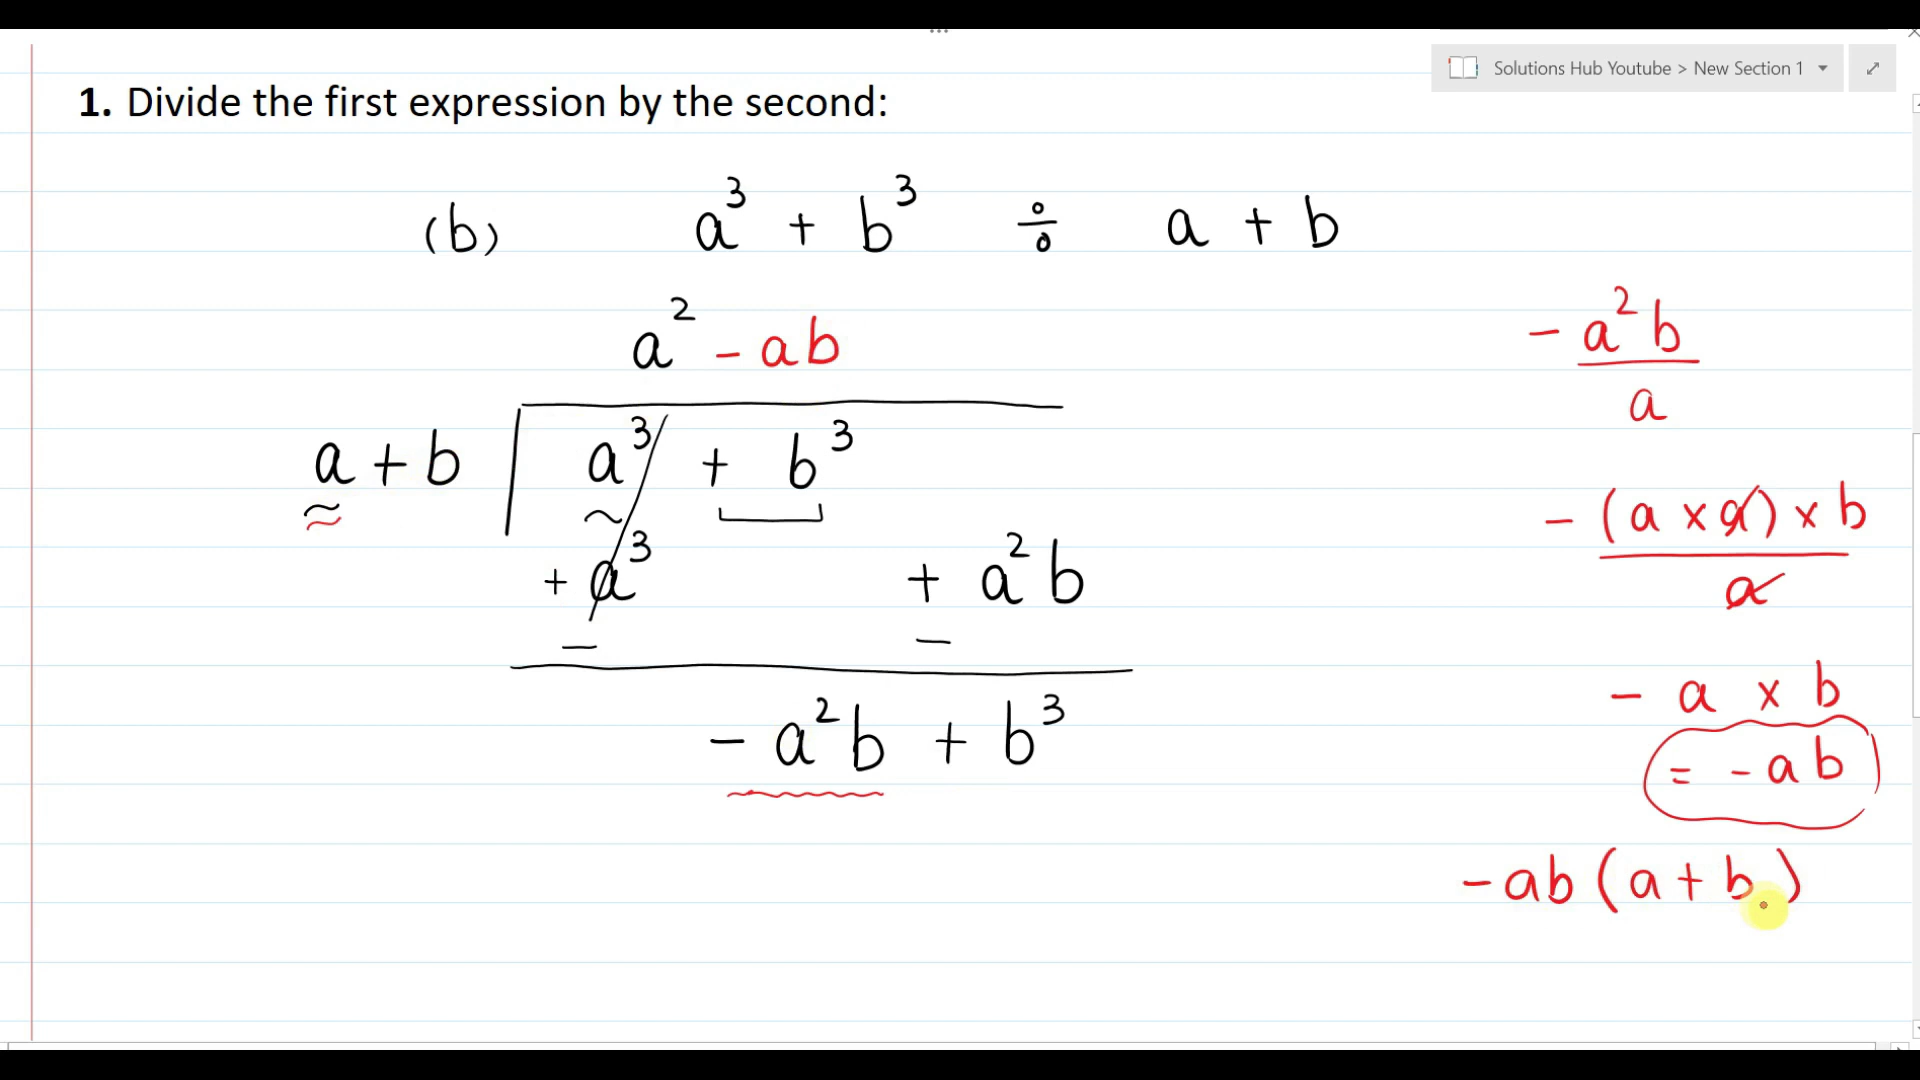 Solutions Hub Youtube > New Section 1
1. Divide the first expression by the second:
(b) a³ + b³ ÷ a + b
a² - ab
a + b a³ + b³
+ a³ + a²b
- -
- a²b + b³
- a²b
a
- (a × a) × b
a
- a × b
= - ab
- ab (a + b)